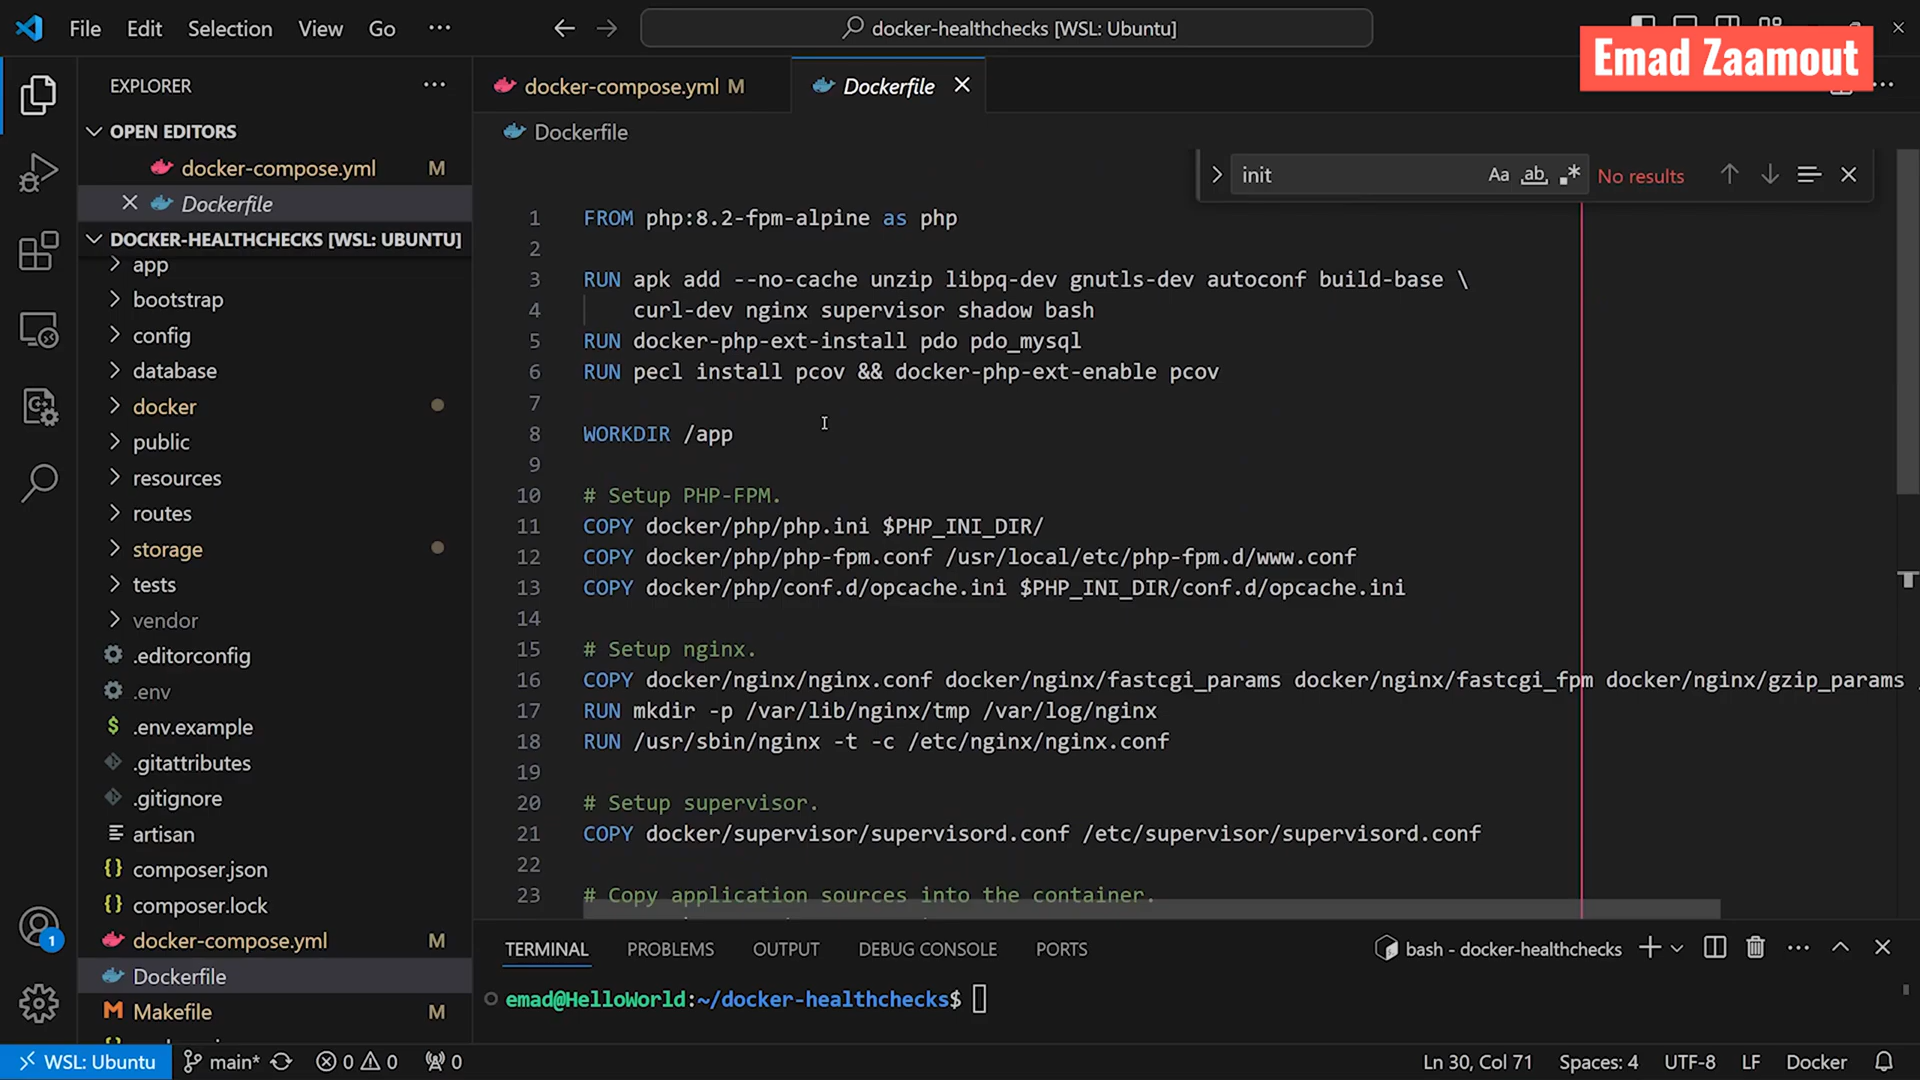 File Edit Selection View Go ··· docker-healthchecks [WSL: Ubuntu]
Emad Zaamout
EXPLORER ···
OPEN EDITORS
docker-compose.yml M
Dockerfile
DOCKER-HEALTHCHECKS [WSL: UBUNTU]
app
bootstrap
config
database
docker
public
resources
routes
storage
tests
vendor
.editorconfig
.env
.env.example
.gitattributes
.gitignore
artisan
composer.json
composer.lock
docker-compose.yml M
Dockerfile
Makefile M
docker-compose.yml M Dockerfile
Dockerfile
init Aa ab No results
1 FROM php:8.2-fpm-alpine as php
2
3 RUN apk add --no-cache unzip libpq-dev gnutls-dev autoconf build-base \
4 curl-dev nginx supervisor shadow bash
5 RUN docker-php-ext-install pdo pdo_mysql
6 RUN pecl install pcov && docker-php-ext-enable pcov
7
8 WORKDIR /app
9
10 # Setup PHP-FPM.
11 COPY docker/php/php.ini $PHP_INI_DIR/
12 COPY docker/php/php-fpm.conf /usr/local/etc/php-fpm.d/www.conf
13 COPY docker/php/conf.d/opcache.ini $PHP_INI_DIR/conf.d/opcache.ini
14
15 # Setup nginx.
16 COPY docker/nginx/nginx.conf docker/nginx/fastcgi_params docker/nginx/fastcgi_fpm docker/nginx/gzip_params
17 RUN mkdir -p /var/lib/nginx/tmp /var/log/nginx
18 RUN /usr/sbin/nginx -t -c /etc/nginx/nginx.conf
19
20 # Setup supervisor.
21 COPY docker/supervisor/supervisord.conf /etc/supervisor/supervisord.conf
22
23 # Copy application sources into the container.
TERMINAL PROBLEMS OUTPUT DEBUG CONSOLE PORTS bash - docker-healthchecks
emad@HelloWorld:~/docker-healthchecks$
1
WSL: Ubuntu main* 0 0 0 Ln 30, Col 71 Spaces: 4 UTF-8 LF Docker